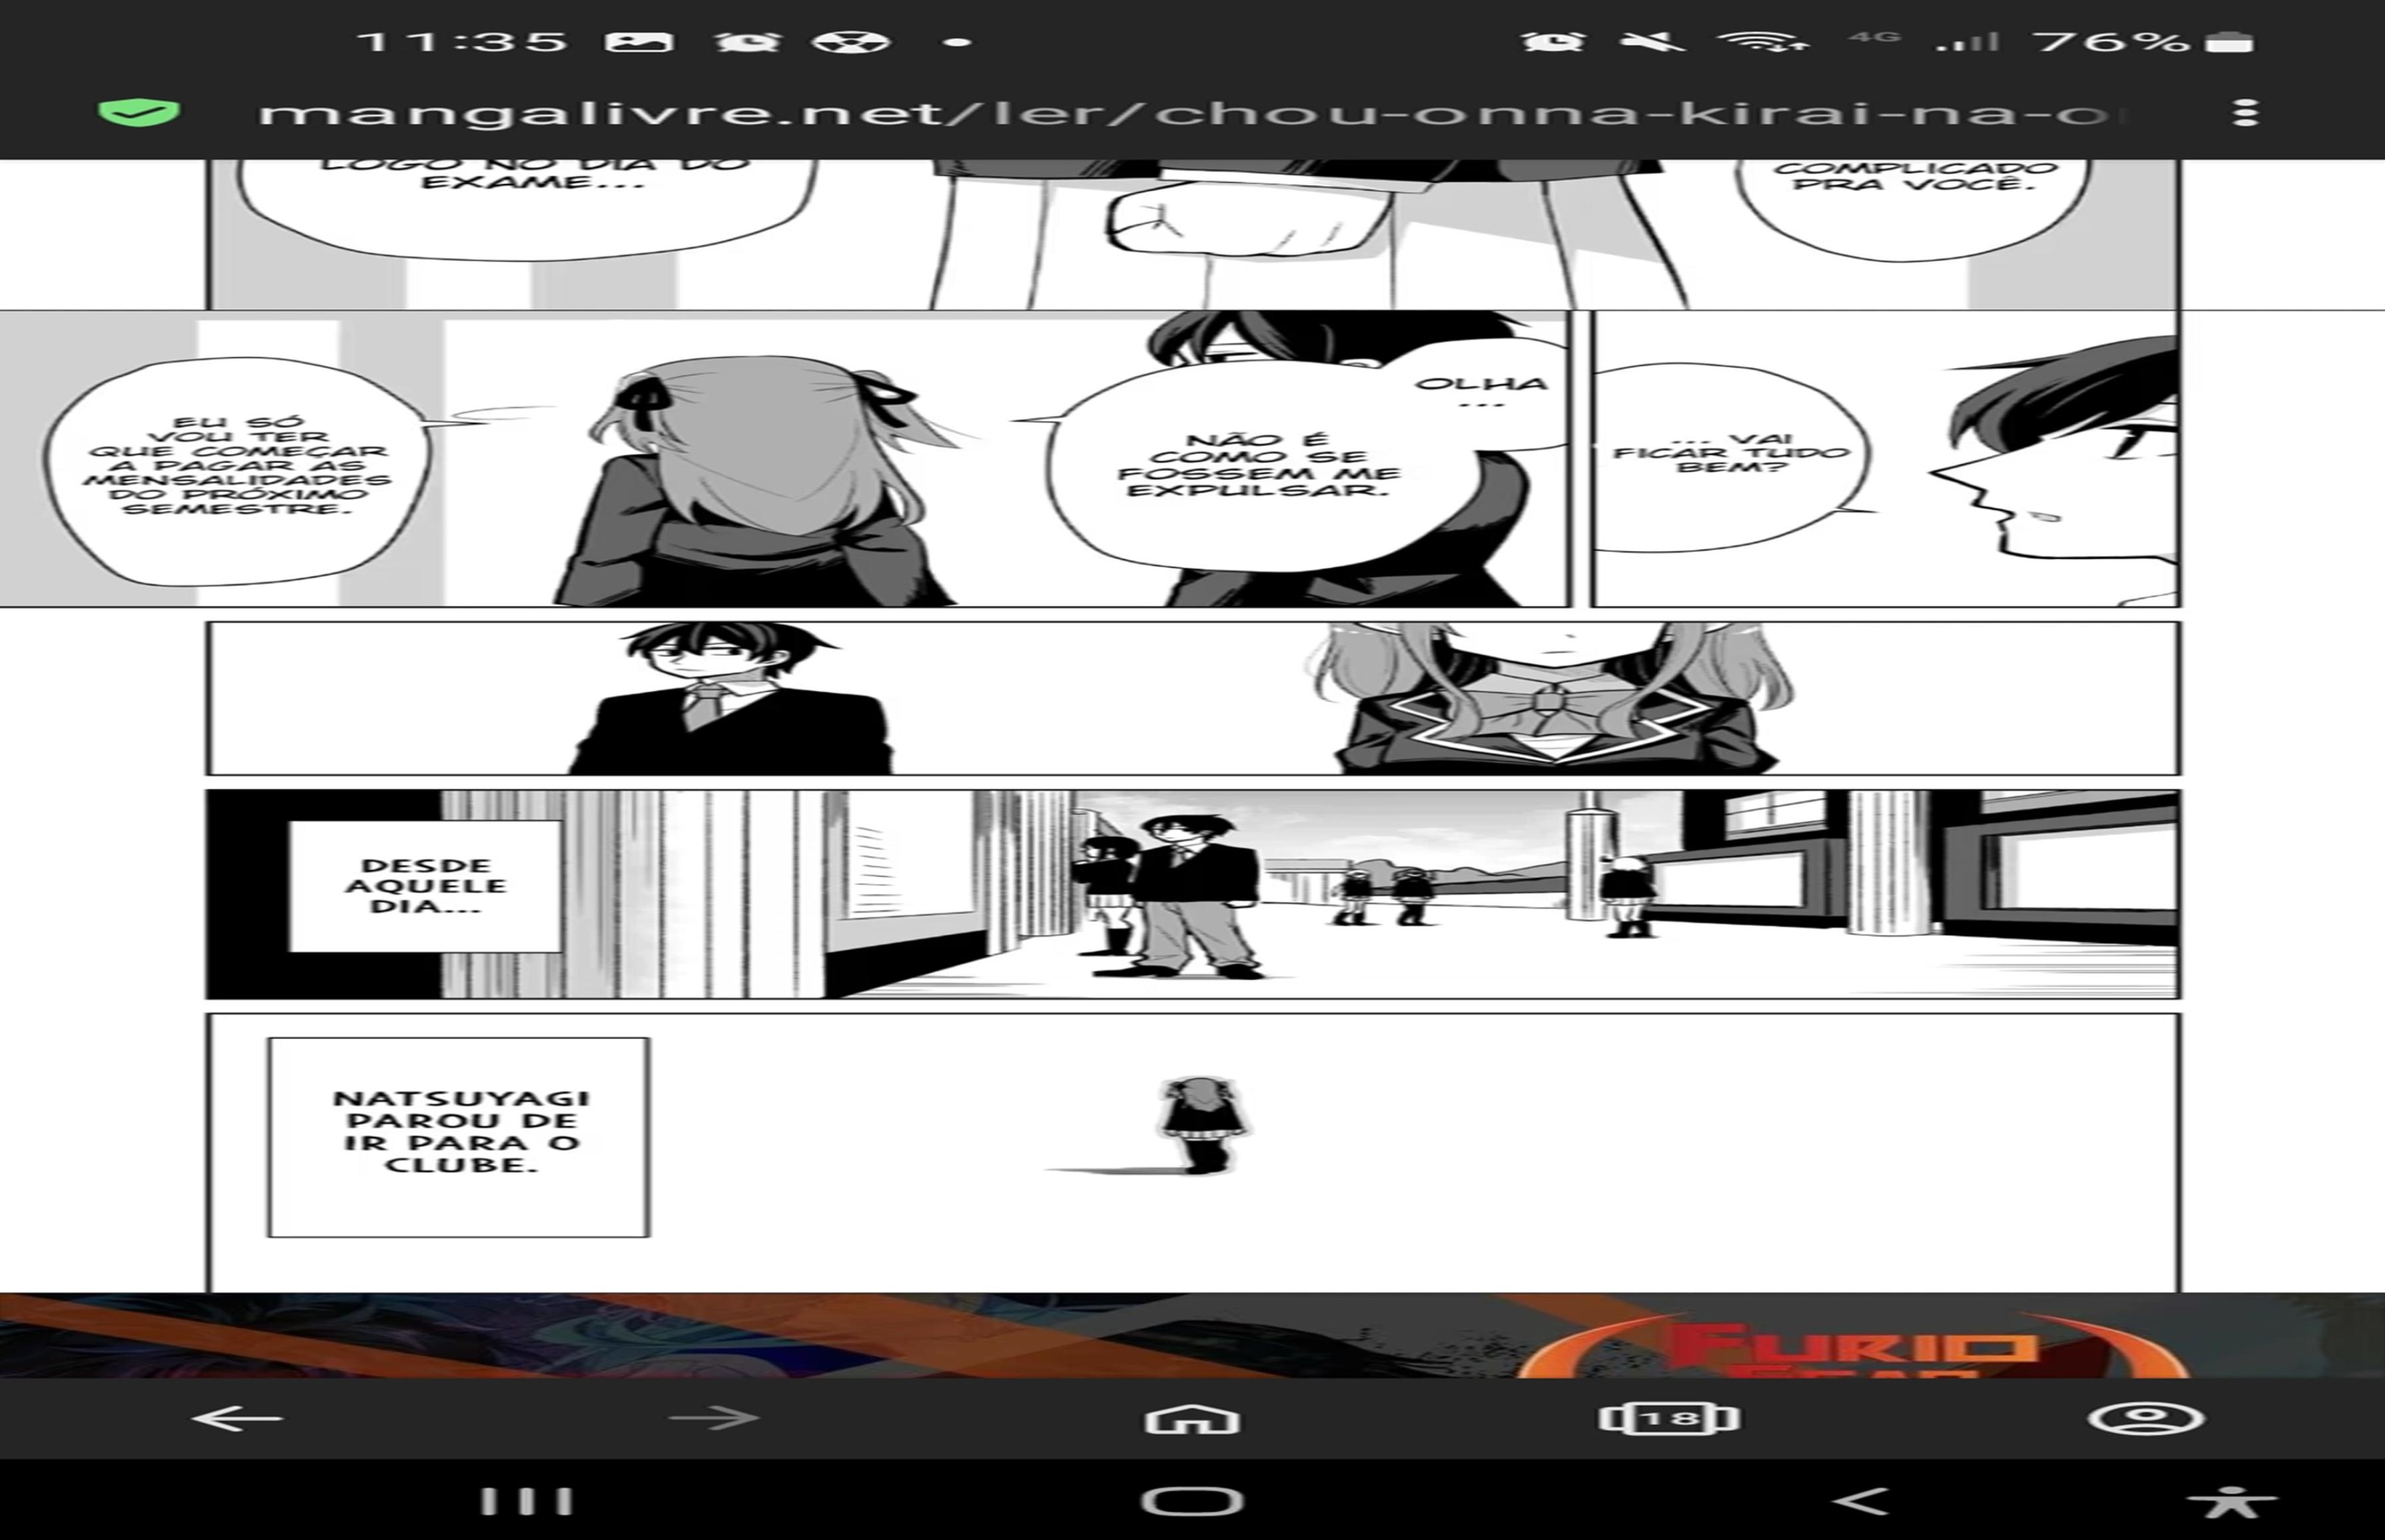 11:35
4G
76%
mangalivre.net/ler/chou-onna-kirai-na-o
LOGO NO DIA DO
EXAME...
COMPLICADO
PRA VOCÊ.
... VAI
FICAR TUDO
BEM?
OLHA
...
NÃO É
COMO SE
FOSSEM ME
EXPULSAR.
EU SÓ
VOU TER
QUE COMEÇAR
A PAGAR AS
MENSALIDADES
DO PRÓXIMO
SEMESTRE.
DESDE
AQUELE
DIA...
NATSUYAGI
PAROU DE
IR PARA O
CLUBE.
FURIO
18